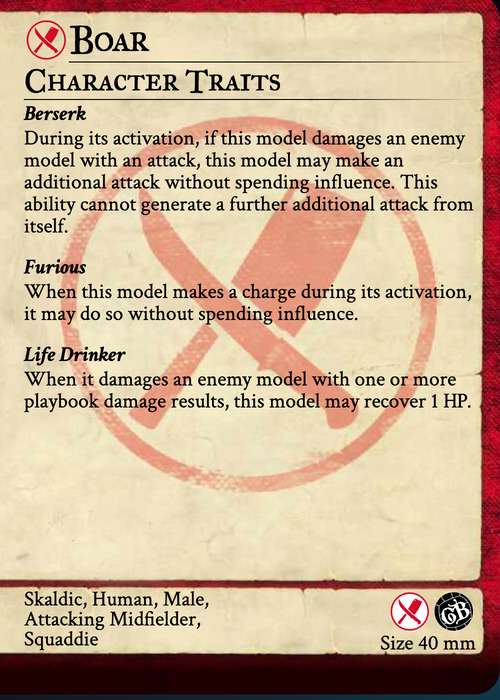 Boar
Character Traits
Berserk
During its activation, if this model damages an enemy
model with an attack, this model may make an
additional attack without spending influence. This
ability cannot generate a further additional attack from
itself.
Furious
When this model makes a charge during its activation,
it may do so without spending influence.
Life Drinker
When it damages an enemy model with one or more
playbook damage results, this model may recover 1 HP.
Skaldic, Human, Male,
Attacking Midfielder,
Squaddie
GB
Size 40 mm